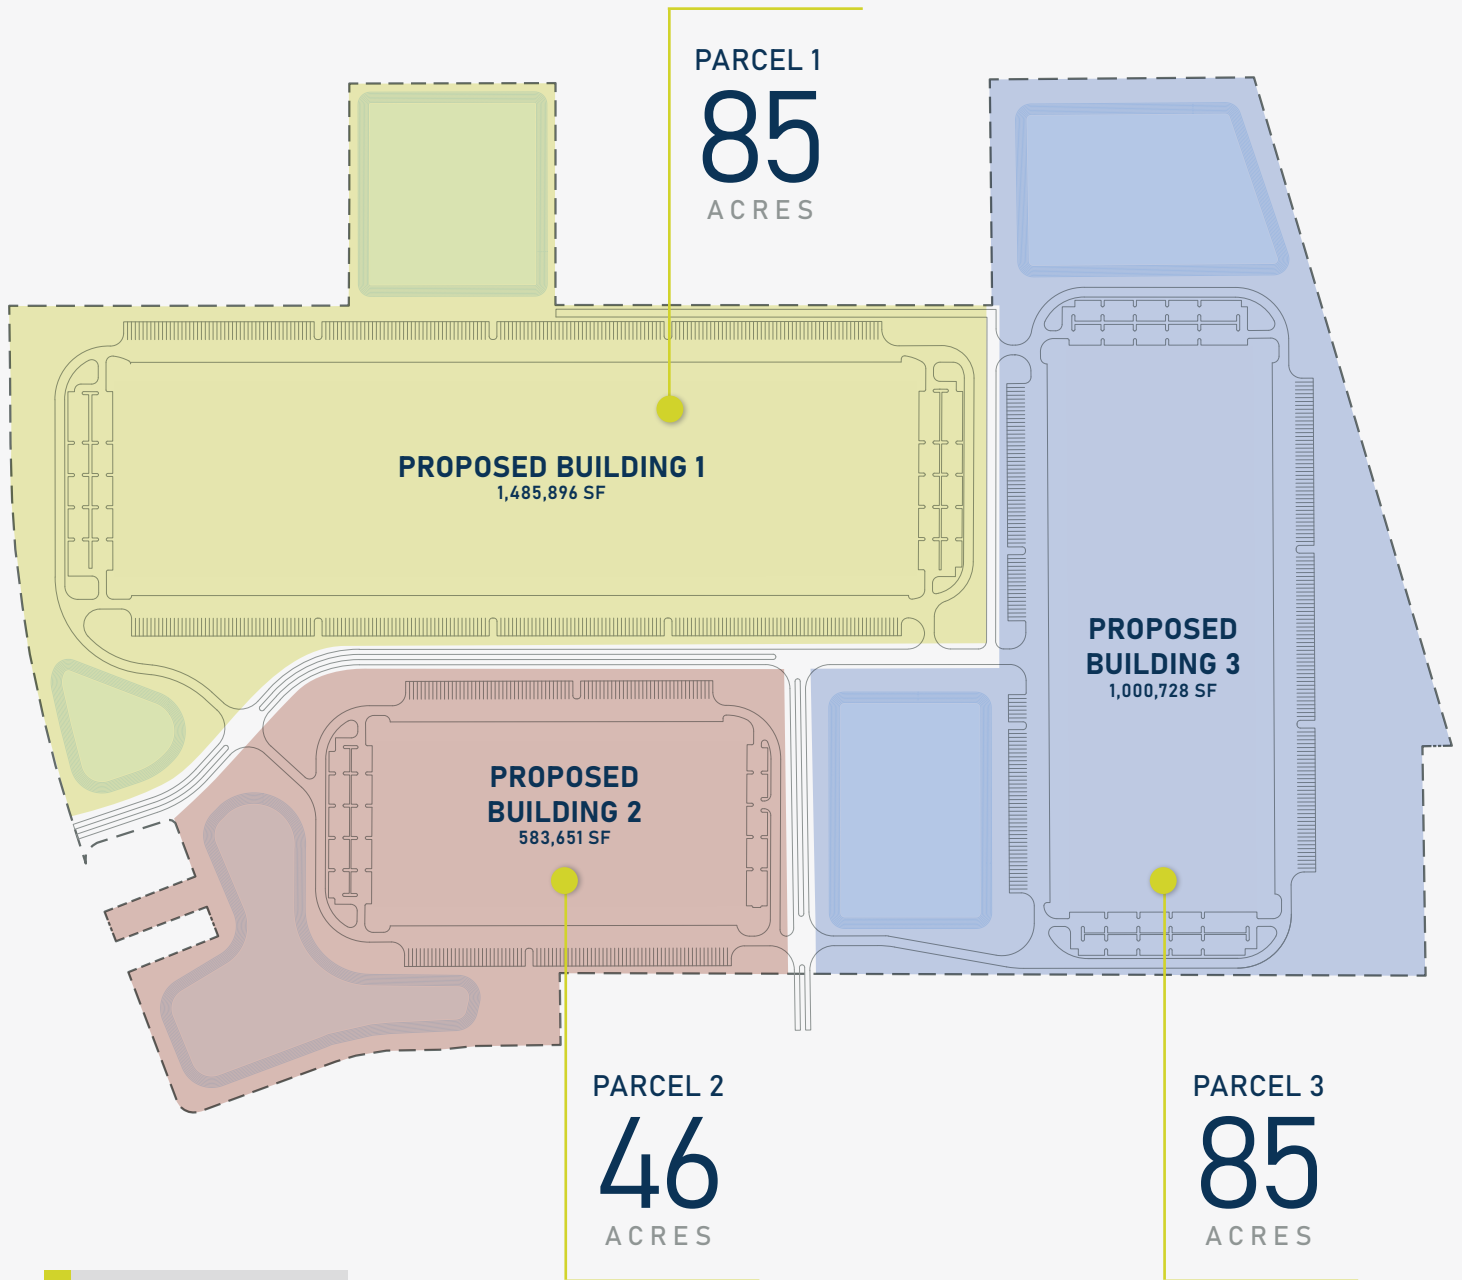 PARCEL 1
85
ACRES
PROPOSED BUILDING 1
1,485,896 SF
PROPOSED
BUILDING 3
1,000,728 SF
PROPOSED
BUILDING 2
583,651 SF
PARCEL 2
46
ACRES
PARCEL 3
85
ACRES